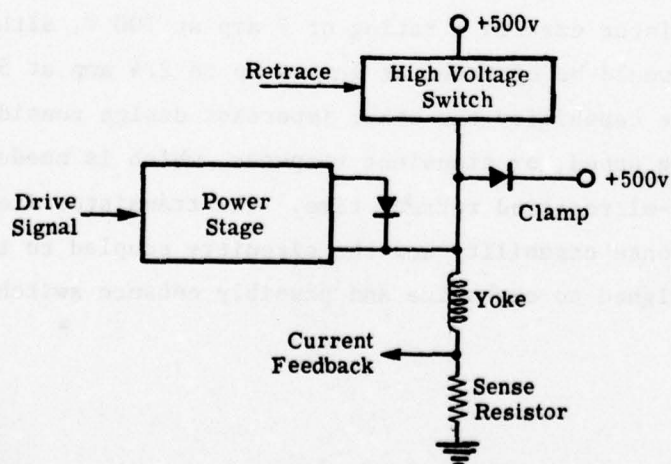 +500v
Retrace
High Voltage
Switch
+500v
Clamp
Drive
Signal
Power
Stage
Yoke
Current
Feedback
Sense
Resistor